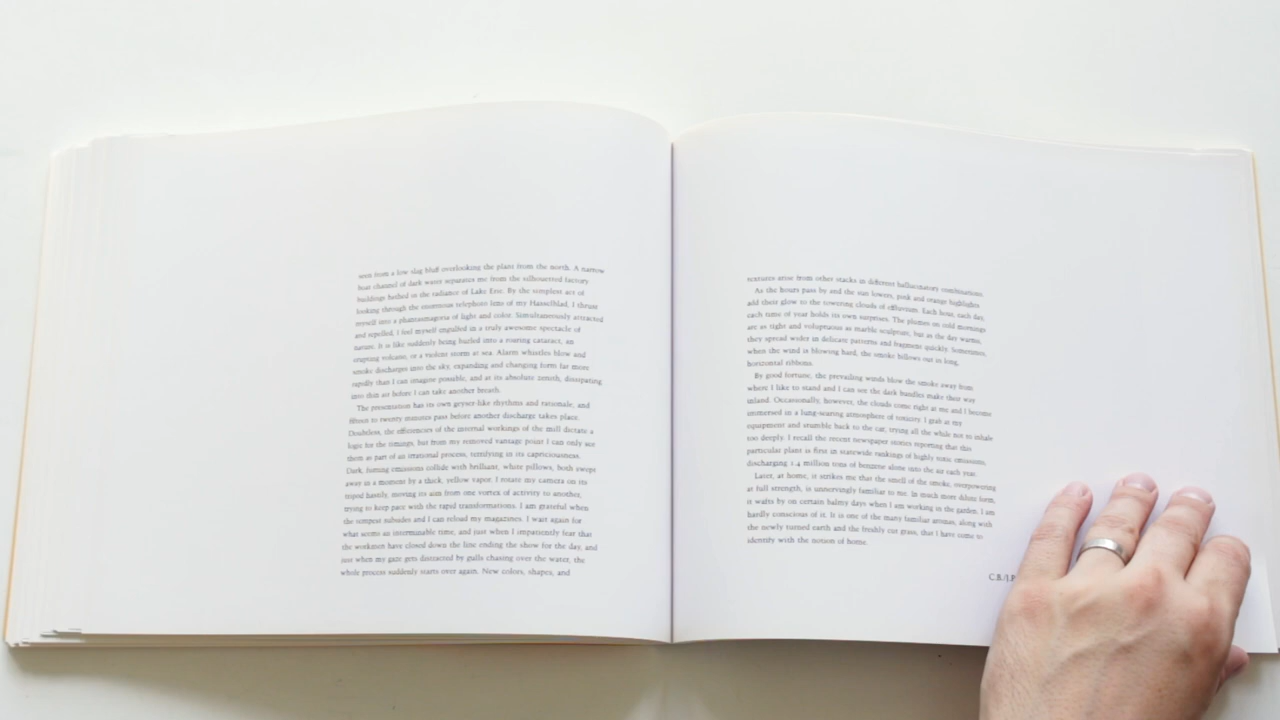 seen from a low slag bluff overlooking the plant from the north. A narrow
boat channel of dark water separates me from the silhouetted factory
buildings bathed in the radiance of Lake Erie. By the simplest act of
looking through the enormous telephoto lens of my Hasselblad, I thrust
myself into a phantasmagoria of light and color. Simultaneously attracted
and repelled, I feel myself engulfed in a truly awesome spectacle of
nature. It is like suddenly being hurled into a roaring cataract, an
erupting volcano, or a violent storm at sea. Alarm whistles blow and
smoke discharges into the sky, expanding and changing form far more
rapidly than I can imagine possible, and at its absolute zenith, dissipating
into thin air before I can take another breath.
The presentation has its own geyser-like rhythms and rationale, and
fifteen to twenty minutes pass before another discharge takes place.
Doubtless, the efficiencies of the internal workings of the mill dictate a
logic for the timings, but from my removed vantage point I can only see
them as part of an irrational process, terrifying in its capriciousness.
Dark, furting emissions collide with brilliant, white pillows, both swept
away in a moment by a thick, yellow vapor. I rotate my camera on its
tripod hastily, moving its aim from one vortex of activity to another,
trying to keep pace with the rapid transformations. I am grateful when
the tempest subsides and I can reload my magazines. I wait again for
what seems an interminable time, and just when I impatiently fear that
the workmen have closed down the line ending the show for the day, and
just when my gaze gets distracted by gulls chasing over the water, the
whole process suddenly starts over again. New colors, shapes, and
textures arise from other stacks in different hallucinatory combinations.
As the hours pass by and the sun lowers, pink and orange highlights
add their glow to the towering clouds of effluvium. Each hour, each day,
each time of year holds its own surprises. The plumes on cold mornings
are as tight and voluptuous as marble sculpture, but as the day warms,
they spread wider in delicate patterns and fragment quickly. Sometimes,
when the wind is blowing hard, the smoke billows out in long,
horizontal ribbons.
By good fortune, the prevailing winds blow the smoke away from
where I like to stand and I can see the dark bundles make their way
inland. Occasionally, however, the clouds come right at me and I become
immersed in a lung-searing atmosphere of toxicity. I grab at my
equipment and stumble back to the car, trying all the while not to inhale
too deeply. I recall the recent newspaper stories reporting that this
particular plant is first in statewide rankings of highly toxic emissions,
discharging 1.4 million tons of benzene alone into the air each year.
Later, at home, it strikes me that the smell of the smoke, overpowering
at full strength, is unnervingly familiar to me. In much more dilute form,
it wafts by on certain balmy days when I am working in the garden. I am
hardly conscious of it. It is one of the many familiar aromas, along with
the newly turned earth and the freshly cut grass, that I have come to
identify with the notion of home.
C.B./J.P